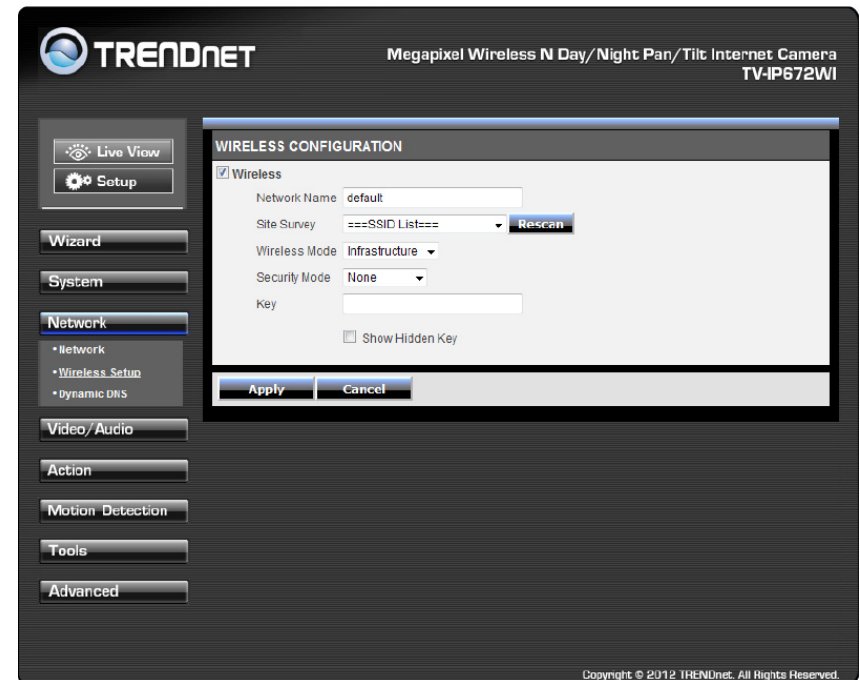 TRENDNET
Megapixel Wireless N Day/Night Pan/Tilt Internet Camera
TV-IP672WI
Live View
Setup
Wizard
System
Network
• Network
• Wireless Setup
• Dynamic DNS
Video/Audio
Action
Motion Detection
Tools
Advanced
WIRELESS CONFIGURATION
Wireless
Network Name default
Site Survey ===SSID List=== Rescan
Wireless Mode Infrastructure
Security Mode None
Key
Show Hidden Key
Apply Cancel
Copyright © 2012 TRENDnet. All Rights Reserved.